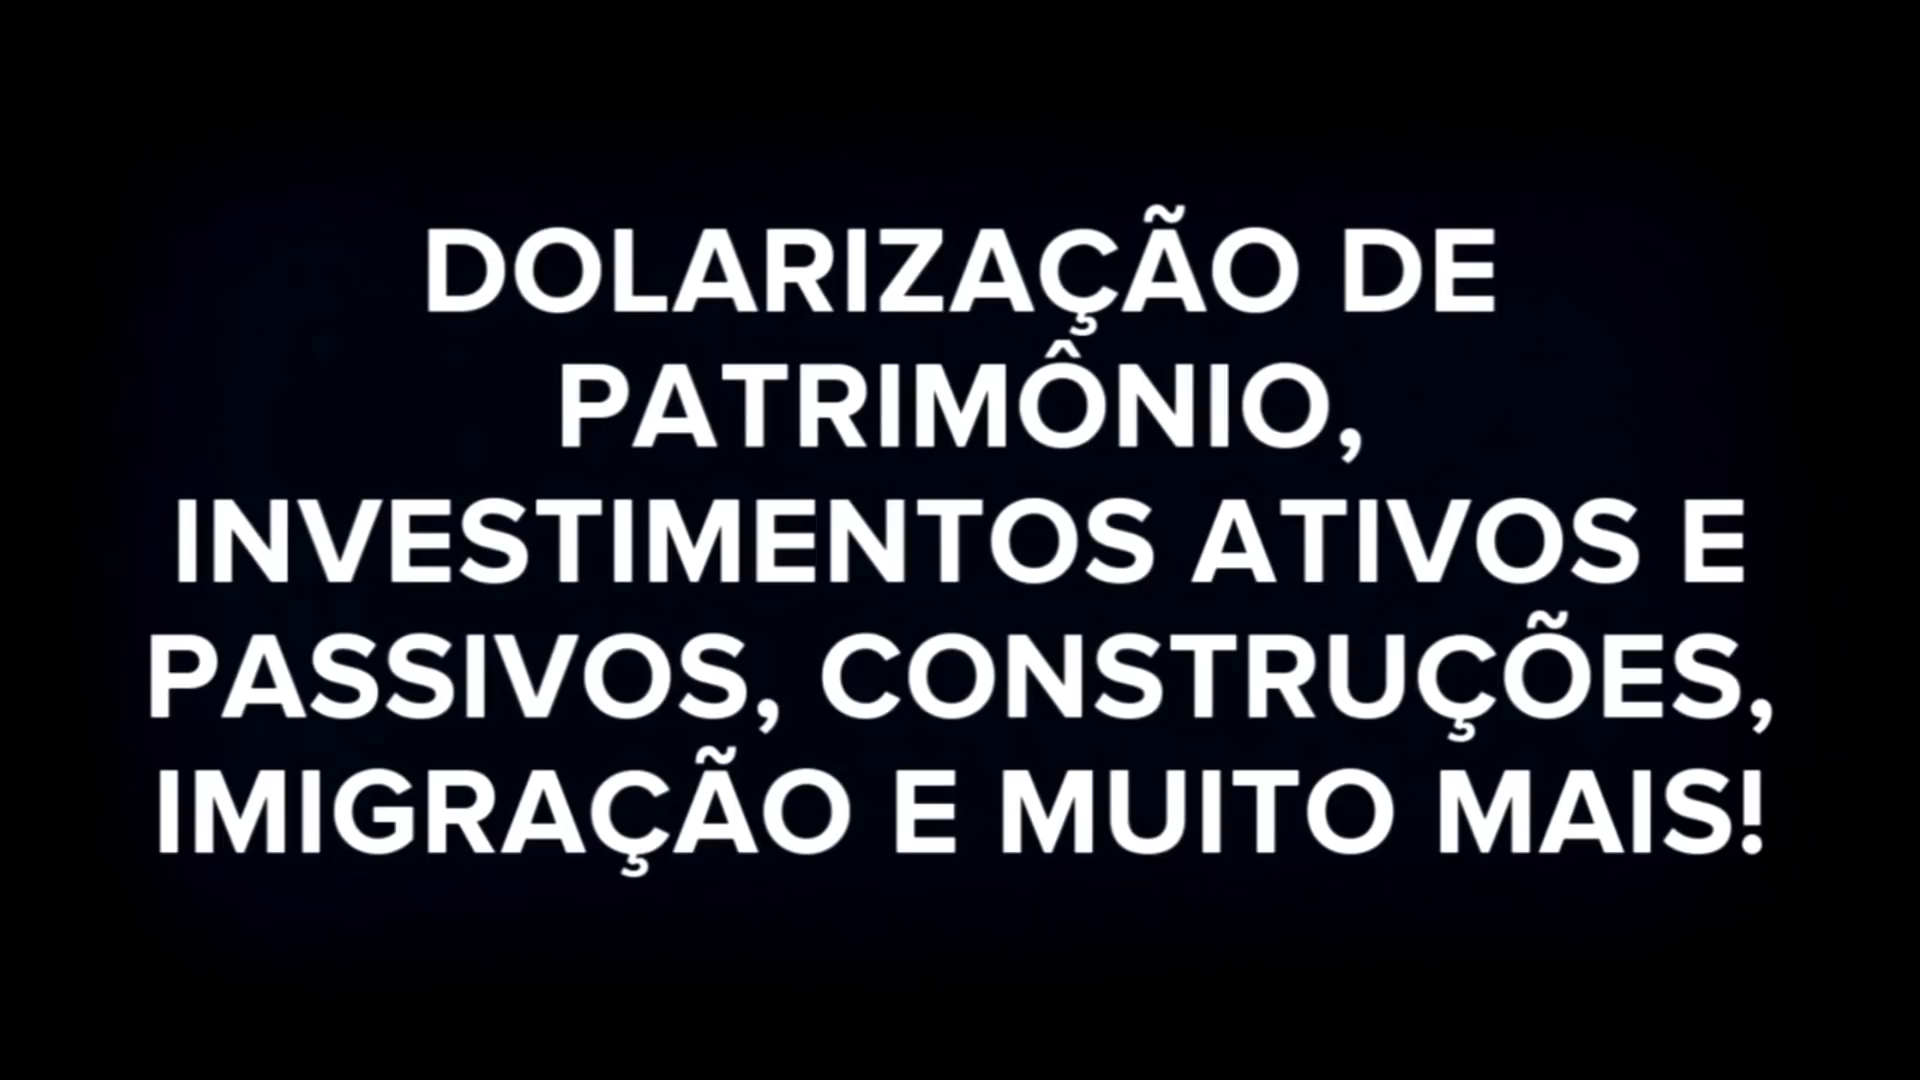 DOLARIZAÇÃO DE
PATRIMÔNIO,
INVESTIMENTOS ATIVOS E
PASSIVOS, CONSTRUÇÕES,
IMIGRAÇÃO E MUITO MAIS!